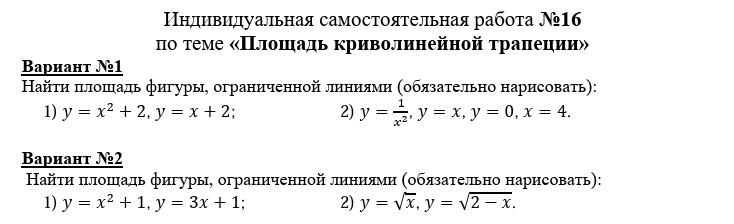 Индивидуальная самостоятельная работа №16
по теме «Площадь криволинейной трапеции»
Вариант №1
Найти площадь фигуры, ограниченной линиями (обязательно нарисовать):
1) y = x² + 2, y = x + 2; 2) y = 1/x², y = x, y = 0, x = 4.
Вариант №2
Найти площадь фигуры, ограниченной линиями (обязательно нарисовать):
1) y = x² + 1, y = 3x + 1; 2) y = √x, y = √(2 − x).